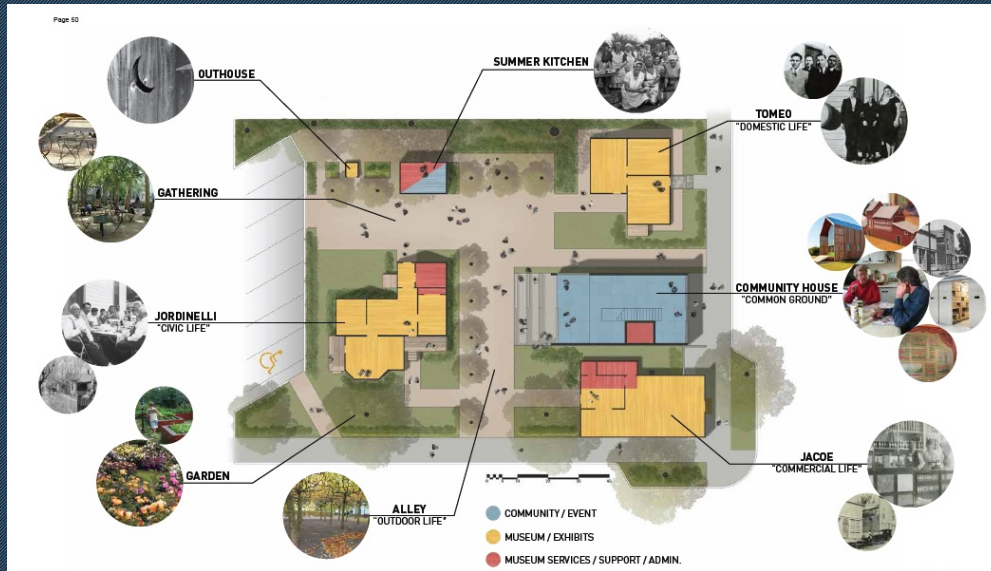 Page 50
OUTHOUSE
SUMMER KITCHEN
TOMEO
"DOMESTIC LIFE"
GATHERING
COMMUNITY HOUSE
"COMMON GROUND"
JORDINELLI
"CIVIC LIFE"
GARDEN
JACOE
"COMMERCIAL LIFE"
ALLEY
"OUTDOOR LIFE"
COMMUNITY / EVENT
MUSEUM / EXHIBITS
MUSEUM SERVICES / SUPPORT / ADMIN.